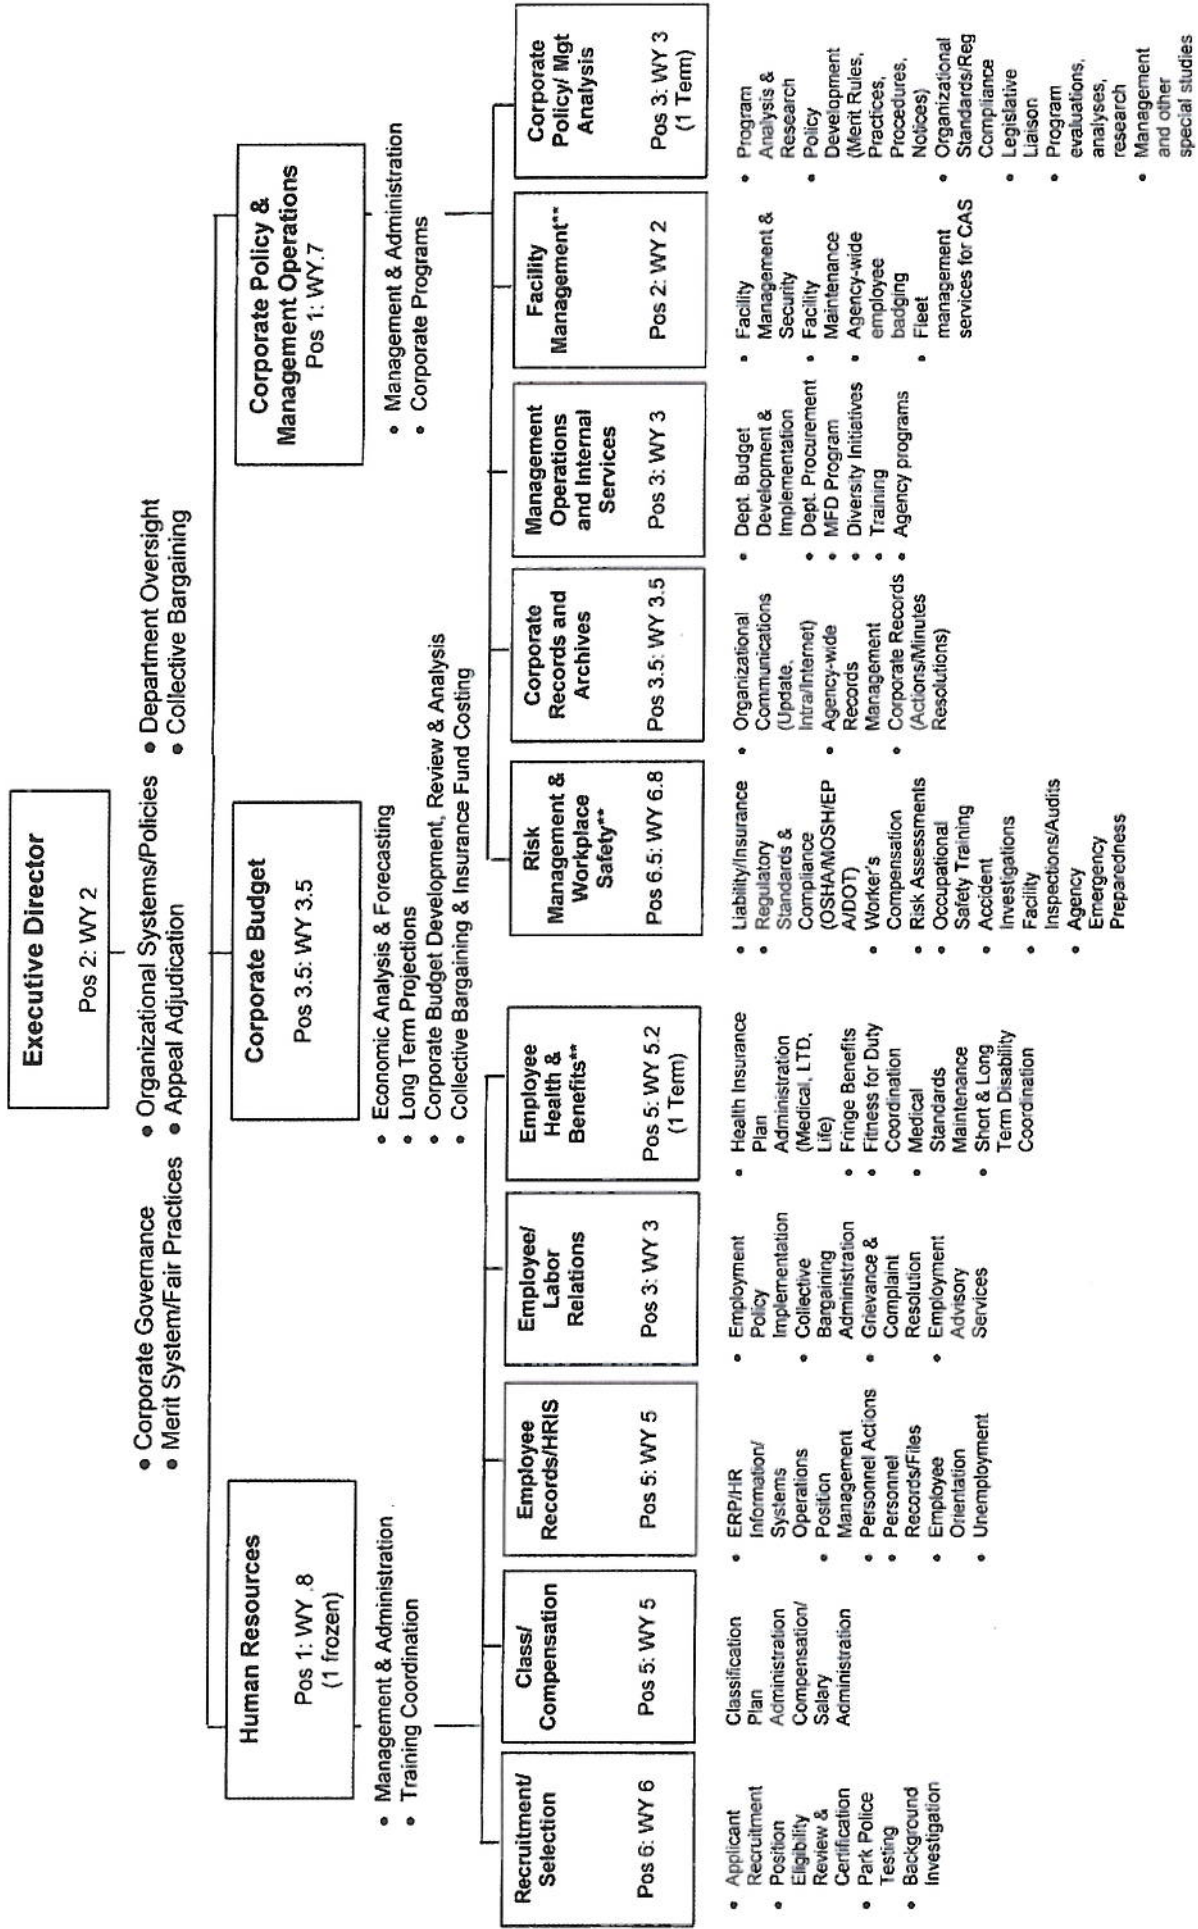 Executive Director
Pos 2: WY 2
• Corporate Governance
• Merit System/Fair Practices
• Organizational Systems/Policies
• Appeal Adjudication
• Department Oversight
• Collective Bargaining
Human Resources
Pos 1: WY .8
(1 frozen)
• Management & Administration
• Training Coordination
Corporate Budget
Pos 3.5: WY 3.5
• Economic Analysis & Forecasting
• Long Term Projections
• Corporate Budget Development, Review & Analysis
• Collective Bargaining & Insurance Fund Costing
Corporate Policy &
Management Operations
Pos 1: WY.7
• Management & Administration
• Corporate Programs
Recruitment/
Selection
Pos 6: WY 6
• Applicant
Recruitment
• Position
Eligibility
Review &
Certification
• Park Police
Testing
• Background
Investigation
Class/
Compensation
Pos 5: WY 5
Classification
Plan
Administration
Compensation/
Salary
Administration
Employee
Records/HRIS
Pos 5: WY 5
• ERP/HR
Information/
Systems
Operations
• Position
Management
• Personnel Actions
• Personnel
Records/Files
• Employee
Orientation
• Unemployment
Employee/
Labor
Relations
Pos 3: WY 3
• Employment
Policy
Implementation
• Collective
Bargaining
Administration
• Grievance &
Complaint
Resolution
• Employment
Advisory
Services
Employee
Health &
Benefits**
Pos 5: WY 5.2
(1 Term)
• Health Insurance
Plan
Administration
(Medical, LTD,
Life)
• Fringe Benefits
• Fitness for Duty
Coordination
• Medical
Standards
Maintenance
• Short & Long
Term Disability
Coordination
Risk
Management &
Workplace
Safety**
Pos 6.5: WY 6.8
• Liability/Insurance
• Regulatory
Standards &
Compliance
(OSHA/MOSH/EP
A/DOT)
• Worker's
Compensation
• Risk Assessments
• Occupational
Safety Training
• Accident
Investigations
• Facility
Inspections/Audits
• Agency
Emergency
Preparedness
Corporate
Records and
Archives
Pos 3.5: WY 3.5
• Organizational
Communications
(Update,
Intra/Internet)
• Agency-wide
Records
Management
• Corporate Records
(Actions/Minutes
Resolutions)
Management
Operations
and Internal
Services
Pos 3: WY 3
• Dept. Budget
Development &
Implementation
• Dept. Procurement
• MFD Program
• Diversity Initiatives
• Training
• Agency programs
Facility
Management**
Pos 2: WY 2
• Facility
Management &
Security
• Facility
Maintenance
• Agency-wide
employee
badging
• Fleet
management
services for CAS
Corporate
Policy/ Mgt
Analysis
Pos 3: WY 3
(1 Term)
• Program
Analysis &
Research
• Policy
Development
(Merit Rules,
Practices,
Procedures,
Notices)
• Organizational
Standards/Reg
Compliance
• Legislative
Liaison
• Program
evaluations,
analyses,
research
• Management
and other
special studies